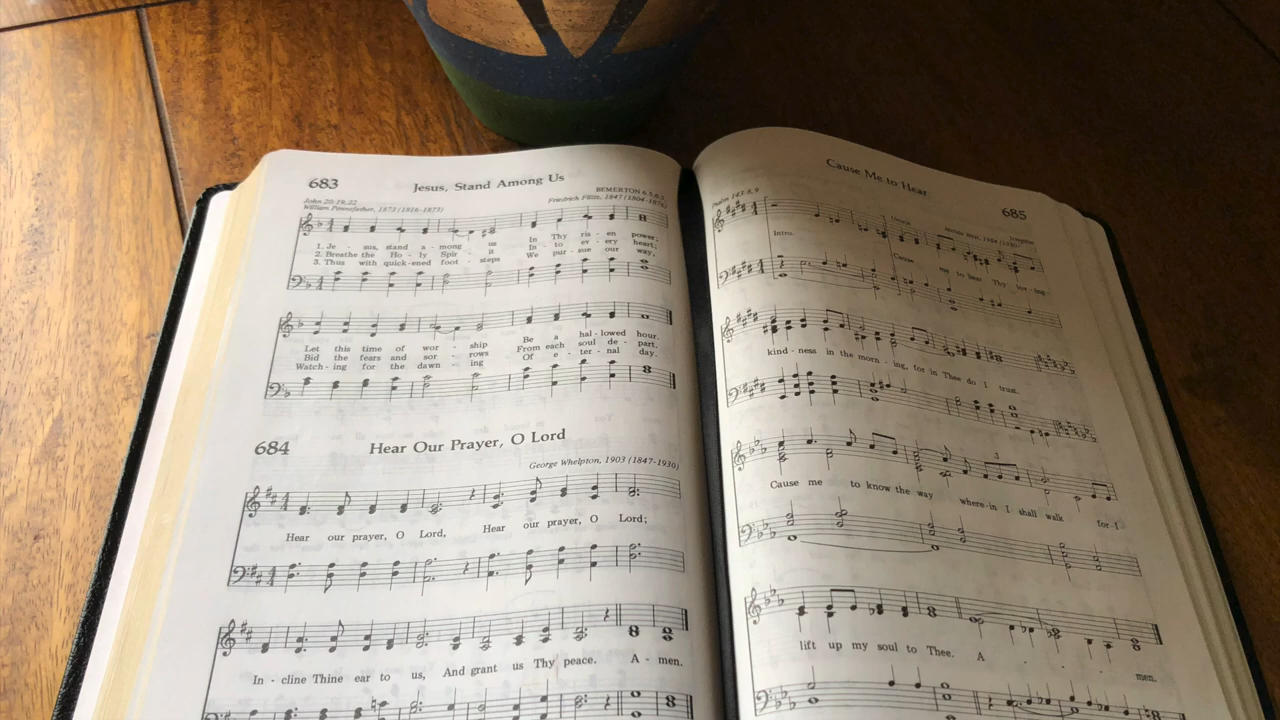 683
Jesus, Stand Among Us
John 20:19,22
BEMERTON 6.5.6.5.
William Pennefather, 1873 (1816-1873)
Friedrich Filitz, 1847 (1804-1876)
1. Je - sus, stand a - mong us In Thy ris - en power;
2. Breathe the Ho - ly Spir - it In - to ev - ery heart;
3. Thus with quick-ened foot - steps We pur - sue our way,
Let this time of wor - ship Be a hal - lowed hour.
Bid the fears and sor - rows From each soul de - part.
Watch - ing for the dawn - ing Of e - ter - nal day.
684
Hear Our Prayer, O Lord
George Whelpton, 1903 (1847-1930)
Hear our prayer, O Lord, Hear our prayer, O Lord;
In - cline Thine ear to us, And grant us Thy peace. A - men.
Cause Me to Hear
685
Psalm 143:8,9
Unison
Intro.
Cause me to hear Thy lov - ing-
kind - ness in the morn - ing, for in Thee do I trust.
Cause me to know the way where-in I shall walk for I
3
lift up my soul to Thee. A men.